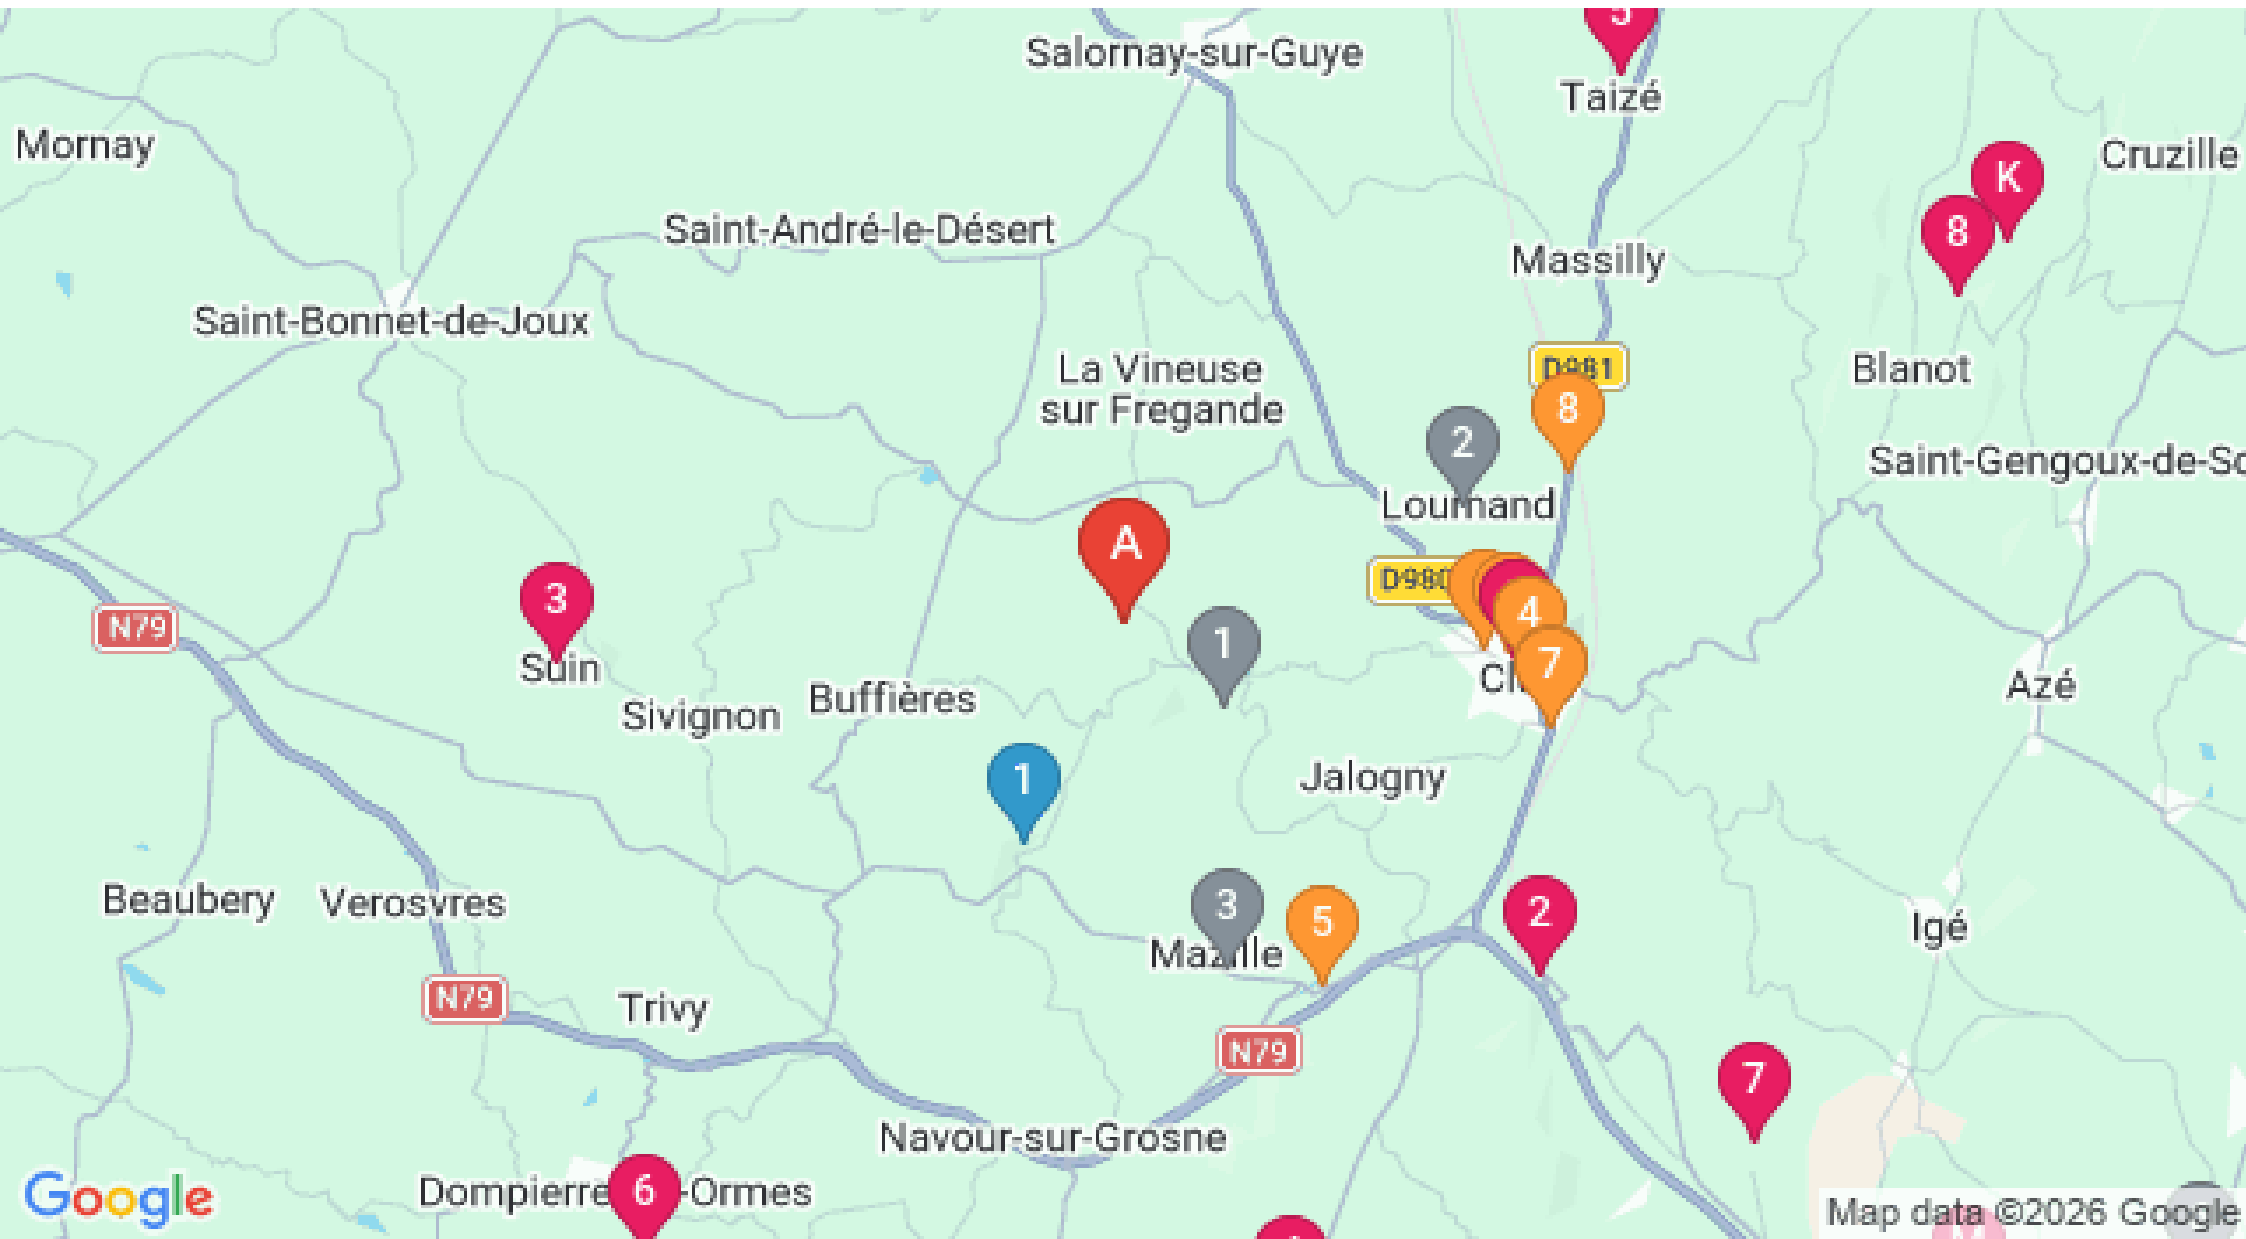 5
Salornay-sur-Guye
Taizé
Mornay
Cruzille
K
8
Saint-André-le-Désert
Massilly
Saint-Bonnet-de-Joux
La Vineuse
sur Fregande
D981
Blanot
8
2
Saint-Gengoux-de-Sc
Lournand
A
D980
3
4
N79
1
7
Suin
Azé
Buffières
Sivignon
1
Jalogny
Beaubery
Verosvres
3
5
2
Igé
Mazille
N79
Trivy
N79
7
Navour-sur-Grosne
Dompierre
6
-Ormes
Google
Map data ©2026 Google